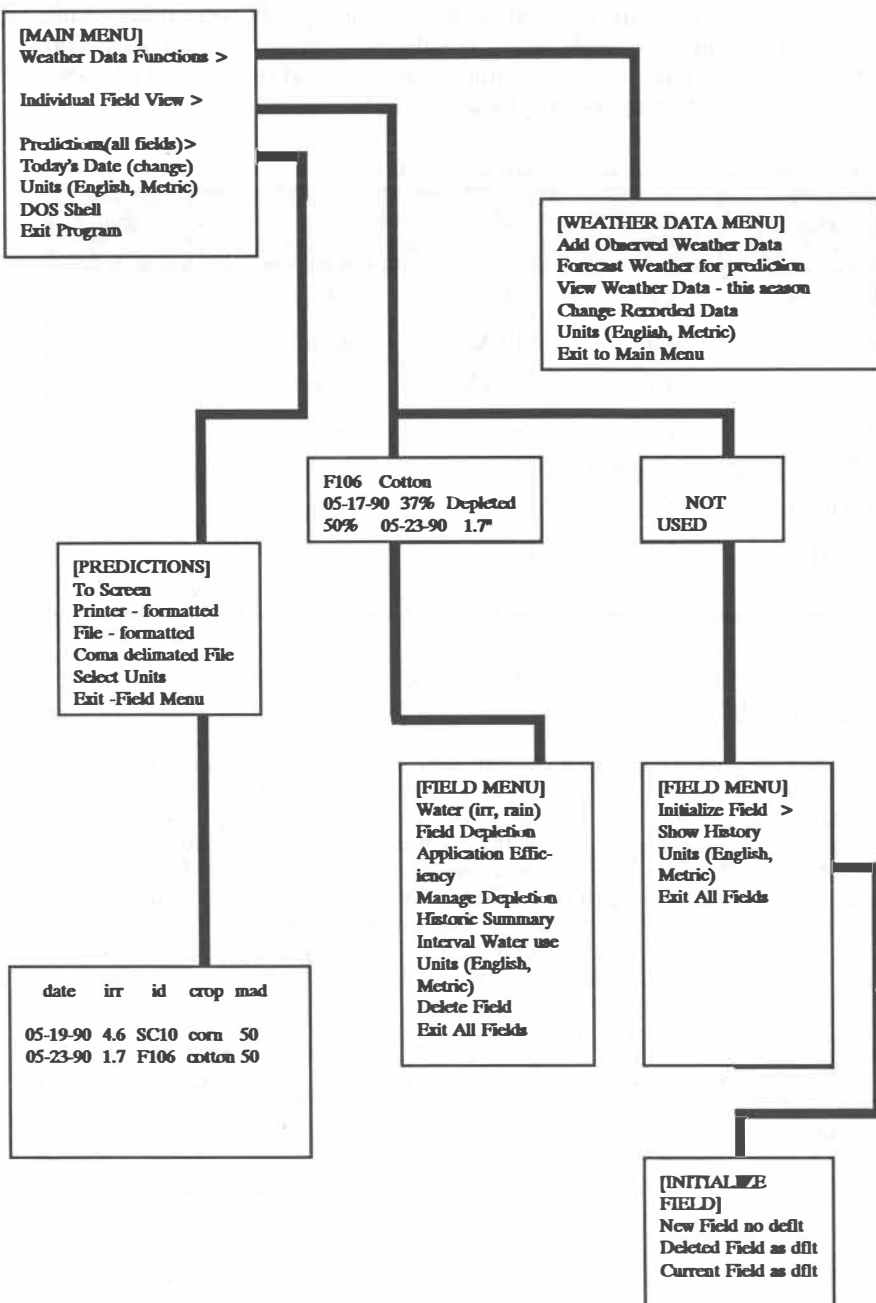 [MAIN MENU]
Weather Data Functions >
Individual Field View >
Predictions(all fields)>
Today's Date (change)
Units (English, Metric)
DOS Shell
Exit Program
[WEATHER DATA MENU]
Add Observed Weather Data
Forecast Weather for prediction
View Weather Data - this season
Change Recorded Data
Units (English, Metric)
Exit to Main Menu
F106 Cotton
05-17-90 37% Depleted
50% 05-23-90 1.7"
NOT
USED
[PREDICTIONS]
To Screen
Printer - formatted
File - formatted
Coma delimated File
Select Units
Exit -Field Menu
[FIELD MENU]
Water (irr, rain)
Field Depletion
Application Effic-
iency
Manage Depletion
Historic Summary
Interval Water use
Units (English,
Metric)
Delete Field
Exit All Fields
[FIELD MENU]
Initialize Field >
Show History
Units (English,
Metric)
Exit All Fields
date irr id crop mad
05-19-90 4.6 SC10 corn 50
05-23-90 1.7 F106 cotton 50
[INITIALIZE
FIELD]
New Field no deflt
Deleted Field as dflt
Current Field as dflt